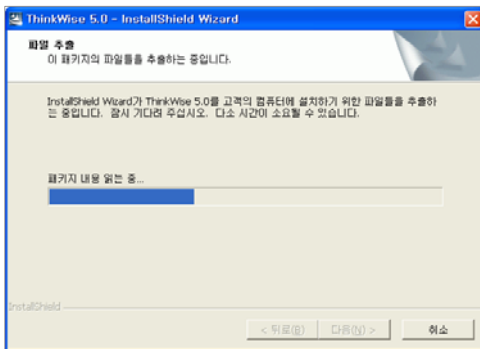 ThinkWise 5.0 - InstallShield Wizard
파일 추출
이 패키지의 파일들을 추출하는 중입니다.
InstallShield Wizard가 ThinkWise 5.0를 고객의 컴퓨터에 설치하기 위한 파일들을 추출하
는 중입니다. 잠시 기다려 주십시오. 다소 시간이 소요될 수 있습니다.
패키지 내용 읽는 중...
InstallShield
< 뒤로(B) 다음(N) > 취소